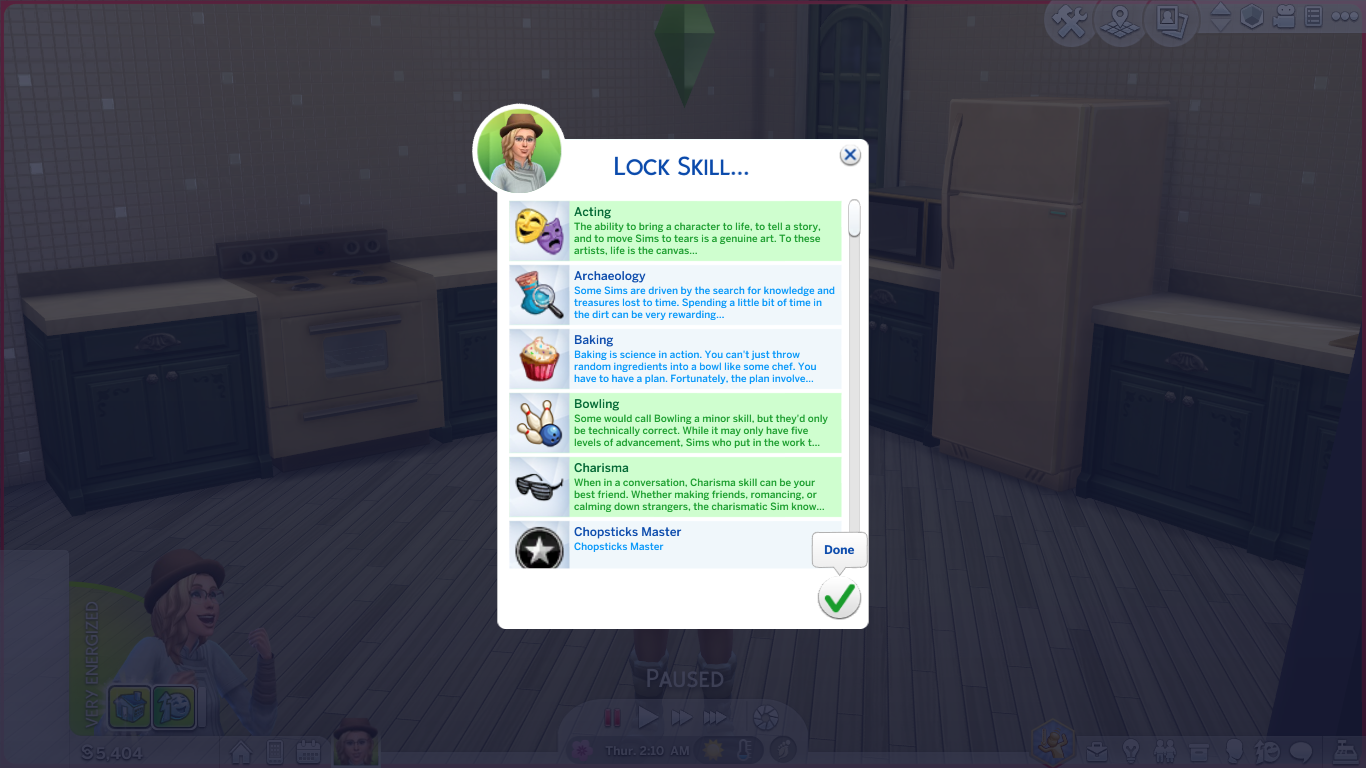 Lock Skill...
Acting
The ability to bring a character to life, to tell a story,
and to move Sims to tears is a genuine art. To these
artists, life is the canvas...
Archaeology
Some Sims are driven by the search for knowledge and
treasures lost to time. Spending a little bit of time in
the dirt can be very rewarding...
Baking
Baking is science in action. You can't just throw
random ingredients into a bowl like some chef. You
have to have a plan. Fortunately, the plan involve...
Bowling
Some would call Bowling a minor skill, but they'd only
be technically correct. While it may only have five
levels of advancement, Sims who put in the work t...
Charisma
When in a conversation, Charisma skill can be your
best friend. Whether making friends, romancing, or
calming down strangers, the charismatic Sim know...
Chopsticks Master
Chopsticks Master
Done
VERY ENERGIZED
Paused
§5,404
Thur. 2:10 AM